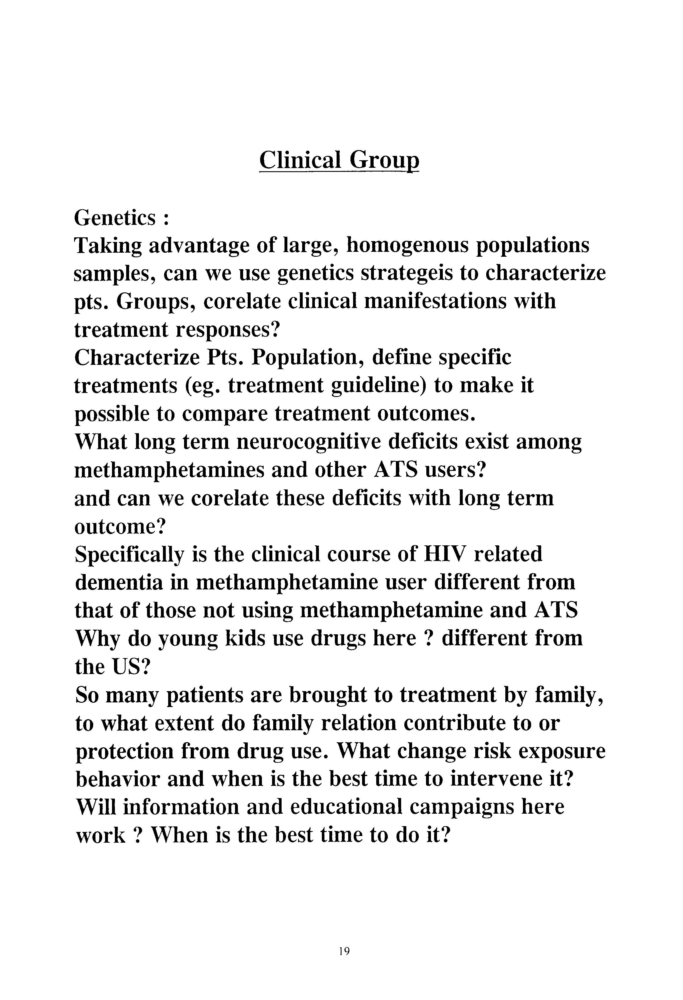 Clinical Group
Genetics :
Taking advantage of large, homogenous populations
samples, can we use genetics strategeis to characterize
pts. Groups, corelate clinical manifestations with
treatment responses?
Characterize Pts. Population, define specific
treatments (eg. treatment guideline) to make it
possible to compare treatment outcomes.
What long term neurocognitive deficits exist among
methamphetamines and other ATS users?
and can we corelate these deficits with long term
outcome?
Specifically is the clinical course of HIV related
dementia in methamphetamine user different from
that of those not using methamphetamine and ATS
Why do young kids use drugs here ? different from
the US?
So many patients are brought to treatment by family,
to what extent do family relation contribute to or
protection from drug use. What change risk exposure
behavior and when is the best time to intervene it?
Will information and educational campaigns here
work ? When is the best time to do it?
19